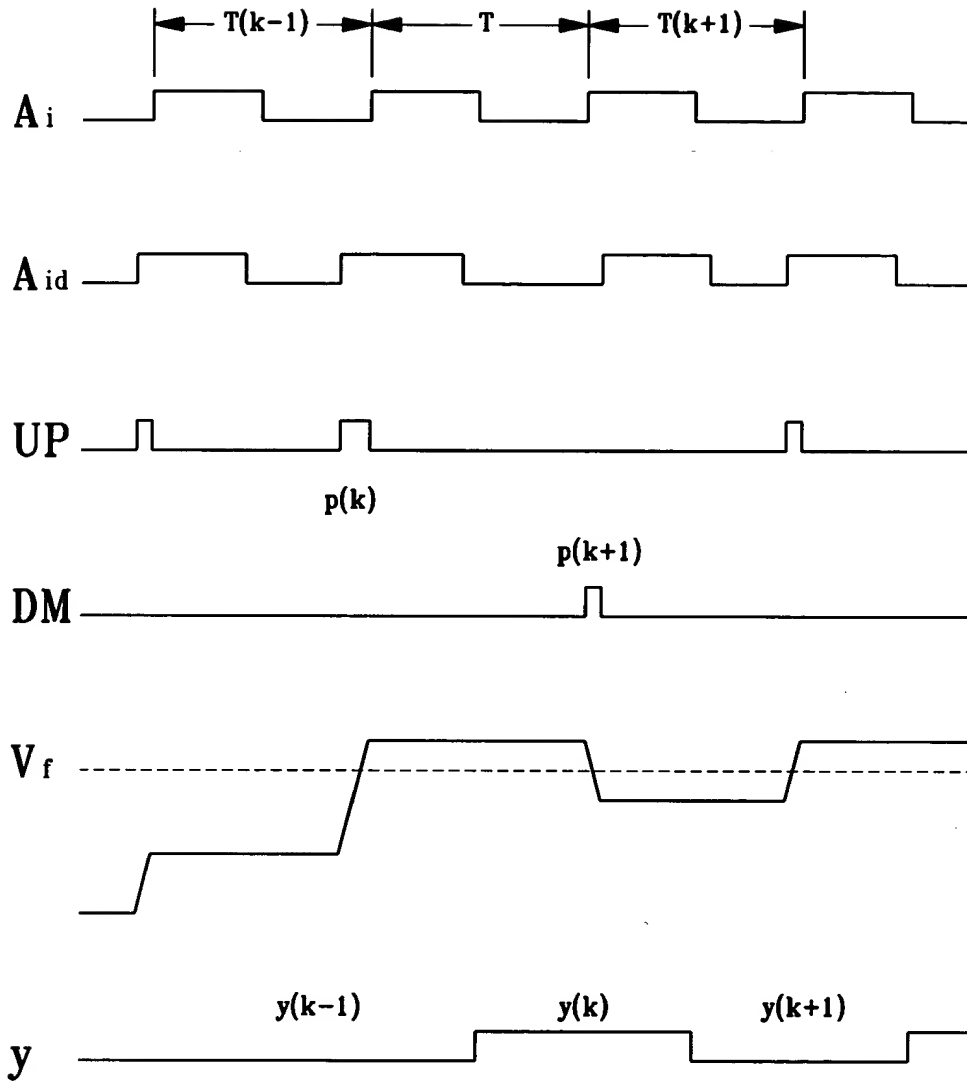 T(k-1) T T(k+1)
Ai
Aid
UP
p(k)
p(k+1)
DM
Vf
y(k-1) y(k) y(k+1)
y